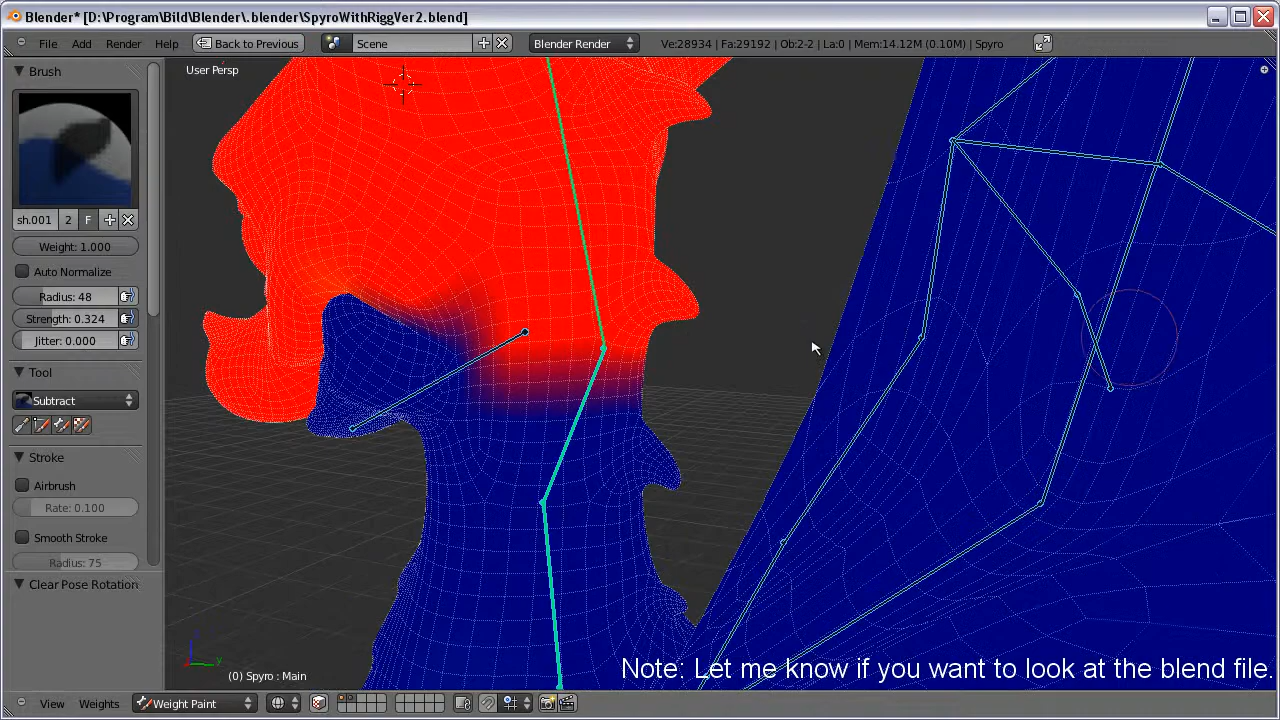 Blender* [D:\Program\Bild\Blender\.blender\SpyroWithRiggVer2.blend]
File Add Render Help Back to Previous Scene Blender Render Ve:28934 | Fa:29192 | Ob:2-2 | La:0 | Mem:14.12M (0.10M) | Spyro
Brush
User Persp
sh.001 2 F
Weight: 1.000
Auto Normalize
Radius: 48
Strength: 0.324
Jitter: 0.000
Tool
Subtract
Stroke
Airbrush
Rate: 0.100
Smooth Stroke
Radius: 75
Clear Pose Rotation
z
y
(0) Spyro : Main
Note: Let me know if you want to look at the blend file.
View Weights Weight Paint